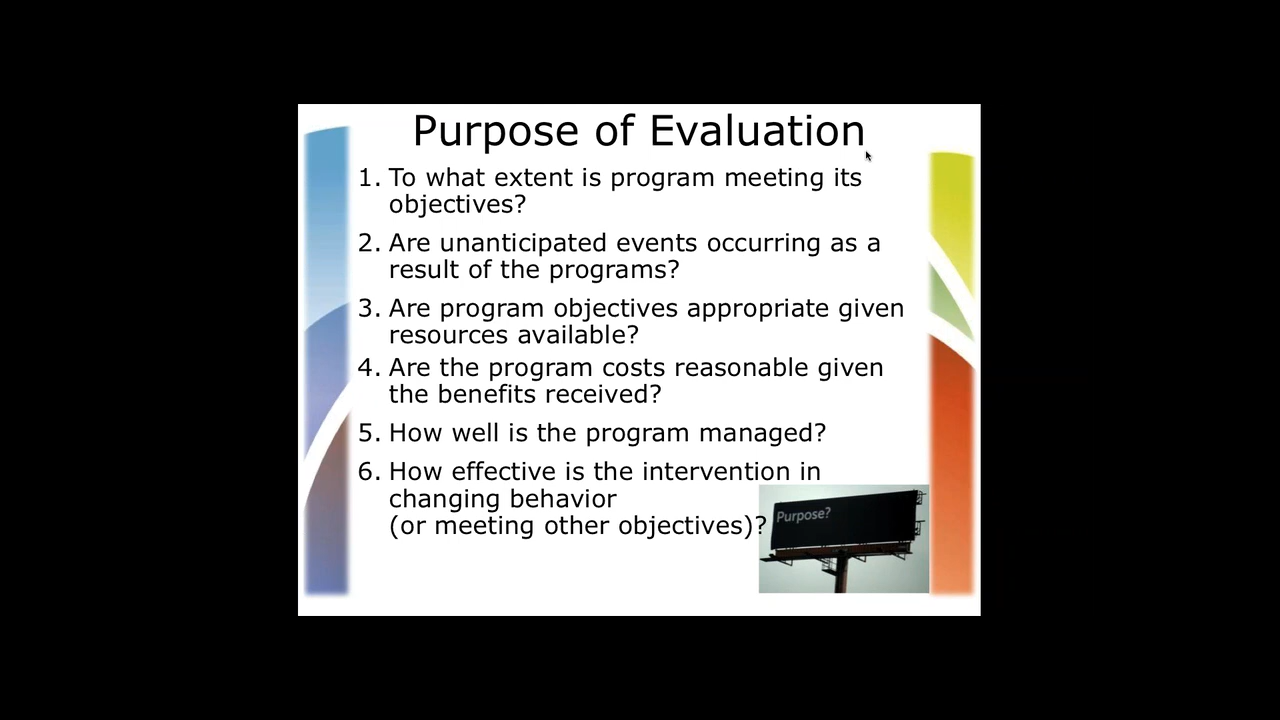 Purpose of Evaluation
1. To what extent is program meeting its
objectives?
2. Are unanticipated events occurring as a
result of the programs?
3. Are program objectives appropriate given
resources available?
4. Are the program costs reasonable given
the benefits received?
5. How well is the program managed?
6. How effective is the intervention in
changing behavior
(or meeting other objectives)?
Purpose?